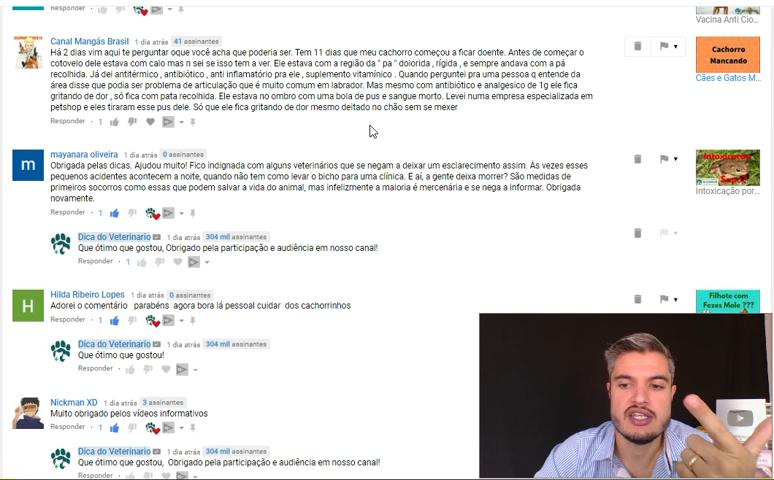 Vacina Anti Cio...
Canal Mangás Brasil 1 dia atrás 41 assinantes
Há 2 dias vim aqui te perguntar oque você acha que poderia ser. Tem 11 dias que meu cachorro começou a ficar doente. Antes de começar o
cotovelo dele estava com calo mas n sei se isso tem a ver. Ele estava com a região da " pa " dolorida , rígida , e sempre andava com a pá
recolhida. Já dei antitérmico , antibiótico , anti inflamatório pra ele , suplemento vitamínico . Quando perguntei pra uma pessoa q entende da
área disse que podia ser problema de articulação que é muito comum em labrador. Mas mesmo com antibiótico e analgesico de 1g ele fica
gritando de dor , só fica com pata recolhida. Ele estava no ombro com uma bola de pus e sangue morto. Levei numa empresa especializada em
petshop e eles tiraram esse pus dele. Só que ele fica gritando de dor mesmo deitado no chão sem se mexer
Responder · 1
Cachorro
Mancando
Cães e Gatos M...
m
mayanara oliveira 1 dia atrás 0 assinantes
Obrigada pelas dicas. Ajudou muito! Fico indignada com alguns veterinários que se negam a deixar um esclarecimento assim. Às vezes esses
pequenos acidentes acontecem a noite, quando não tem como levar o bicho para uma clínica. E aí, a gente deixa morrer? São medidas de
primeiros socorros como essas que podem salvar a vida do animal, mas infelizmente a maioria é mercenária e se nega a informar. Obrigada
novamente.
Responder · 1
Intoxicação por...
Dica do Veterinario 1 dia atrás 304 mil assinantes
Que ótimo que gostou, Obrigado pela participação e audiência em nosso canal!
Responder · 1
H
Hilda Ribeiro Lopes 1 dia atrás 0 assinantes
Adorei o comentário parabéns agora bora lá pessoal cuidar dos cachorrinhos
Responder · 1
Filhote com
Fezes Mole ???
Dica do Veterinario 1 dia atrás 304 mil assinantes
Que ótimo que gostou!
Responder ·
Nickman XD 1 dia atrás 3 assinantes
Muito obrigado pelos vídeos informativos
Responder · 1
Dica do Veterinario 1 dia atrás 304 mil assinantes
Que ótimo que gostou, Obrigado pela participação e audiência em nosso canal!
Responder ·